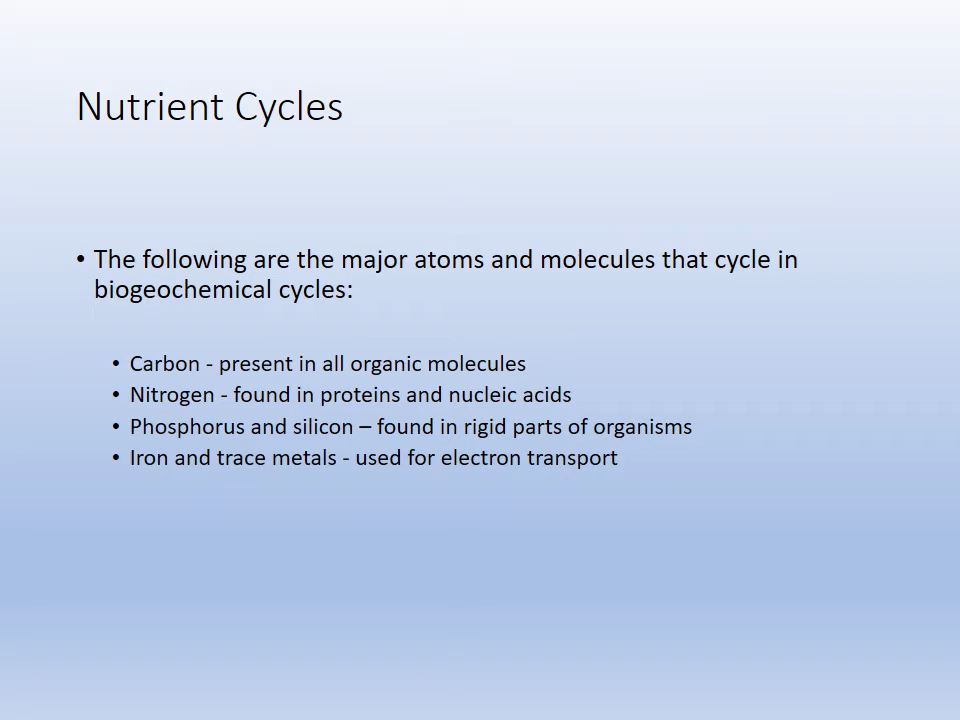 Nutrient Cycles
• The following are the major atoms and molecules that cycle in
biogeochemical cycles:
• Carbon - present in all organic molecules
• Nitrogen - found in proteins and nucleic acids
• Phosphorus and silicon – found in rigid parts of organisms
• Iron and trace metals - used for electron transport